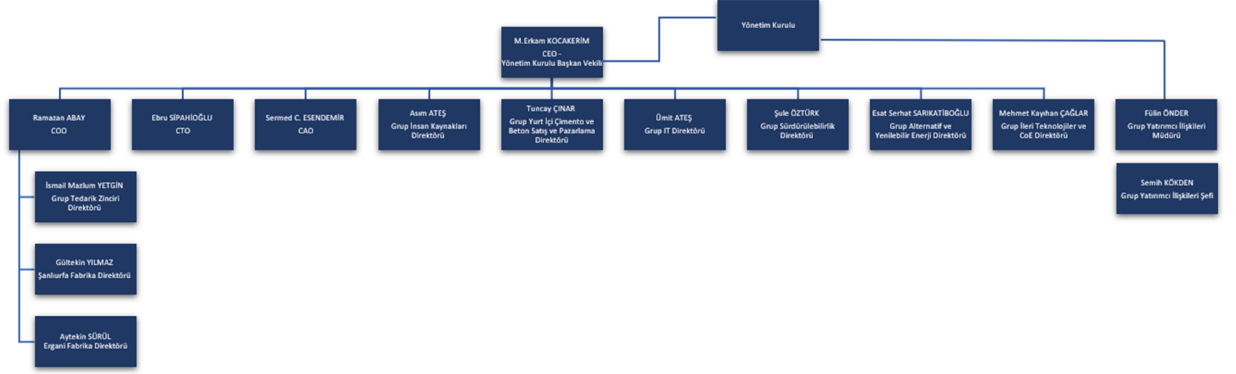 Yönetim Kurulu
M.Erkam KOCAKERİM
CEO -
Yönetim Kurulu Başkan Vekili
Ramazan ABAY
COO
Ebru SİPAHİOĞLU
CTO
Sermed C. ESENDEMİR
CAO
Asım ATEŞ
Grup İnsan Kaynakları
Direktörü
Tuncay ÇINAR
Grup Yurt İçi Çimento ve
Beton Satış ve Pazarlama
Direktörü
Ümit ATEŞ
Grup IT Direktörü
Şule ÖZTÜRK
Grup Sürdürülebilirlik
Direktörü
Esat Serhat SARIKATİBOĞLU
Grup Alternatif ve
Yenilebilir Enerji Direktörü
Mehmet Kayıhan ÇAĞLAR
Grup İleri Teknolojiler ve
CoE Direktörü
Fülin ÖNDER
Grup Yatırımcı İlişkileri
Müdürü
İsmail Mazlum YETGİN
Grup Tedarik Zinciri
Direktörü
Semih KÖKDEN
Grup Yatırımcı İlişkileri Şefi
Gültekin YILMAZ
Şanlıurfa Fabrika Direktörü
Aytekin SÜRÜL
Ergani Fabrika Direktörü